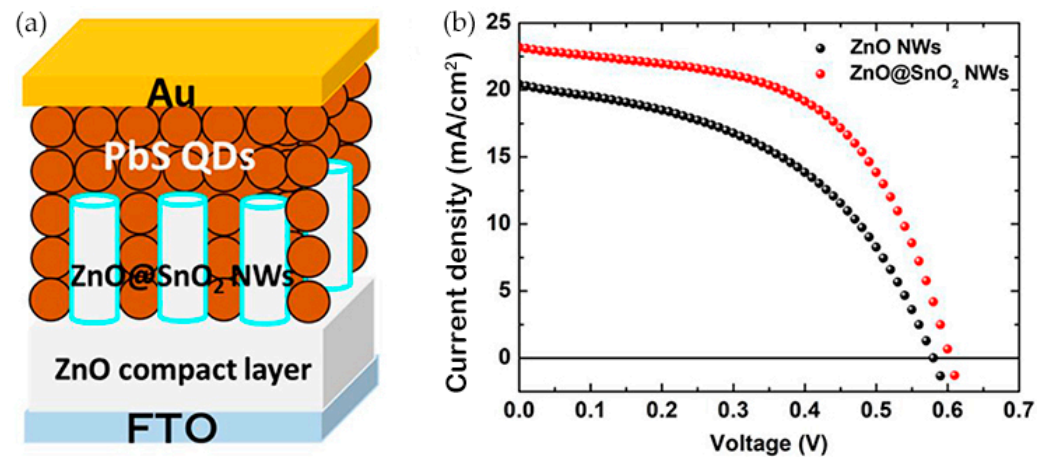 (a)
Au
PbS QDs
ZnO@SnO₂ NWs
ZnO compact layer
FTO
(b)
Current density (mA/cm²)
25
20
15
10
5
0
ZnO NWs
ZnO@SnO₂ NWs
0.0 0.1 0.2 0.3 0.4 0.5 0.6 0.7
Voltage (V)